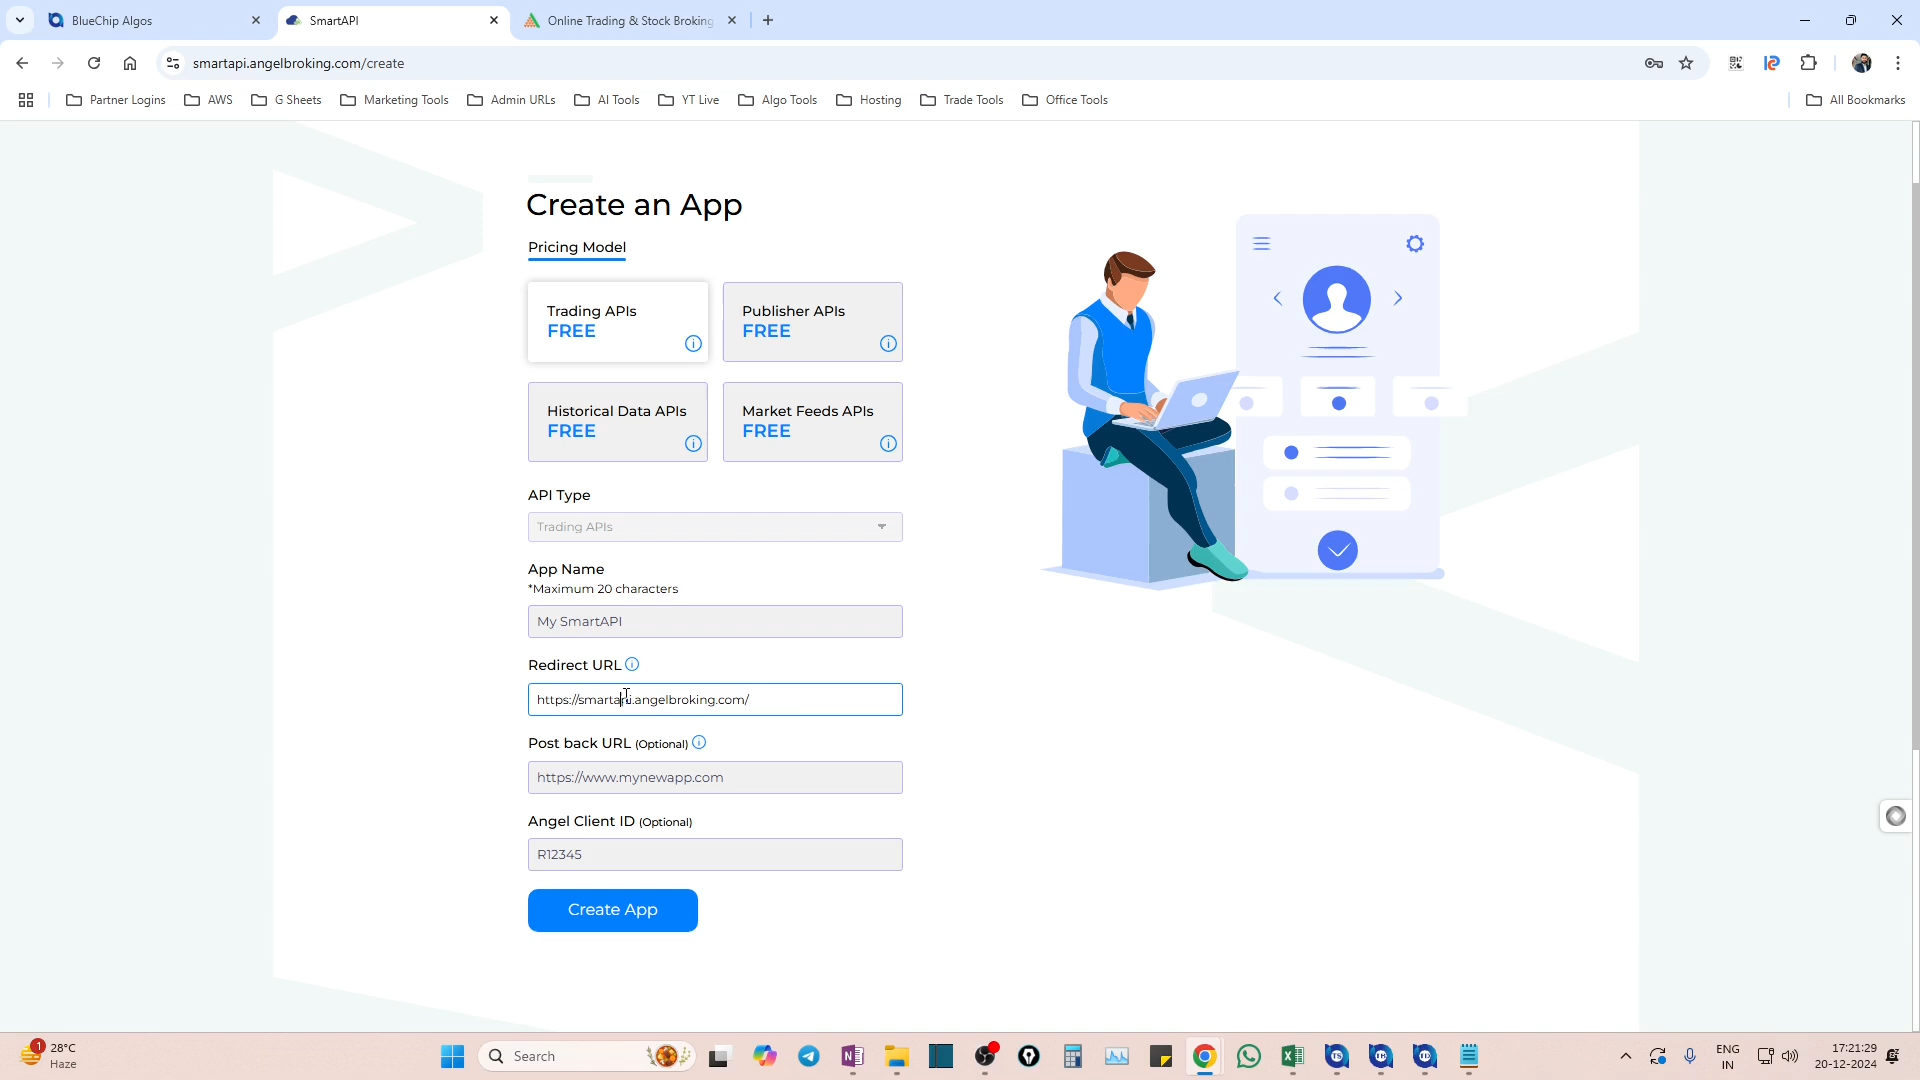 BlueChip Algos
SmartAPI
Online Trading & Stock Broking
smartapi.angelbroking.com/create
Partner Logins
AWS
G Sheets
Marketing Tools
Admin URLs
AI Tools
YT Live
Algo Tools
Hosting
Trade Tools
Office Tools
All Bookmarks
Create an App
Pricing Model
Trading APIs
FREE
Publisher APIs
FREE
Historical Data APIs
FREE
Market Feeds APIs
FREE
API Type
Trading APIs
App Name
*Maximum 20 characters
My SmartAPI
Redirect URL
https://smartapi.angelbroking.com/
Post back URL (Optional)
https://www.mynewapp.com
Angel Client ID (Optional)
R12345
Create App
1
28°C
Haze
Search
TS
TH
TD
ENG
IN
17:21:29
20-12-2024